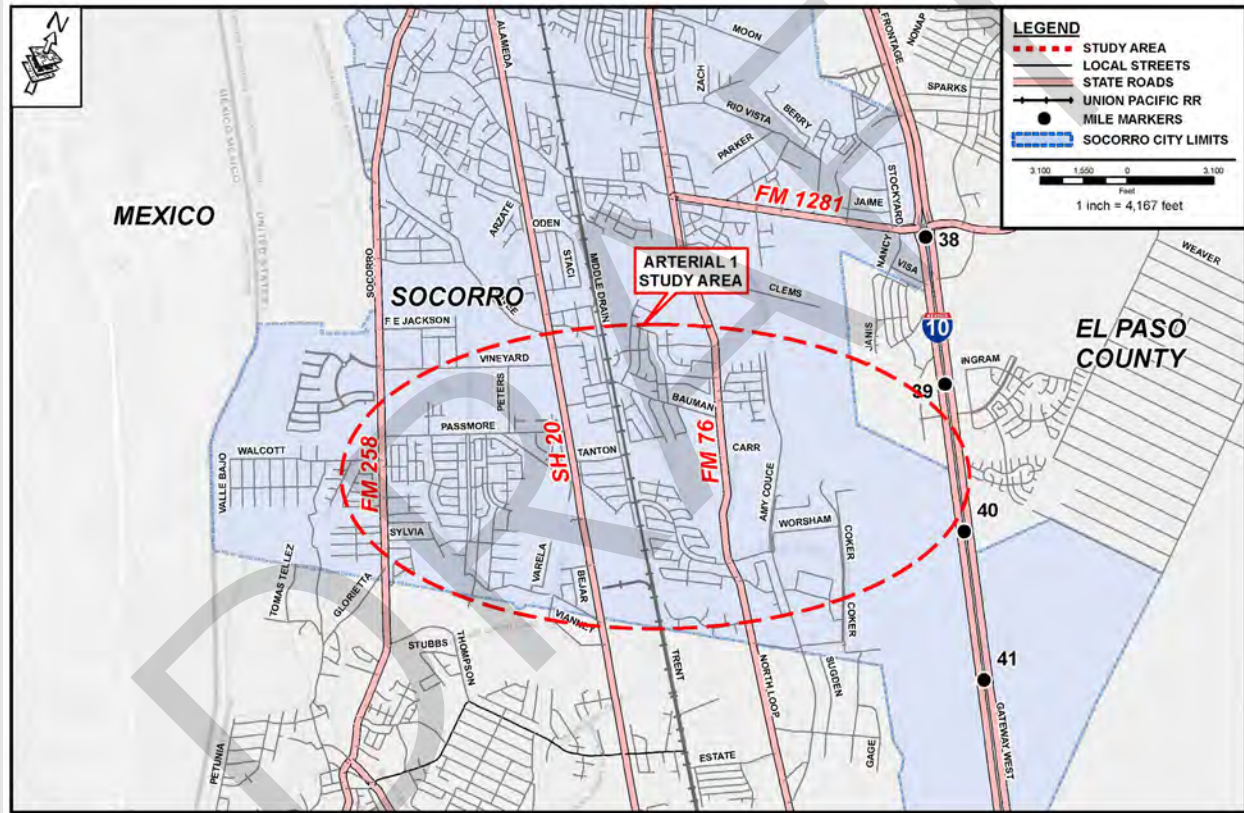 N
LEGEND
STUDY AREA
LOCAL STREETS
STATE ROADS
UNION PACIFIC RR
MILE MARKERS
SOCORRO CITY LIMITS
3,100 1,550 0 3,100
Feet
1 inch = 4,167 feet
MOON
ALAMEDA
FRONTAGE
NONAP
ZACH
SPARKS
RIO VISTA
BERRY
PARKER
MEXICO
UNITED STATES
MEXICO
STOCKYARD
FM 1281
JAIME
ARZATE
ODEN
STACI
MIDDLE DRAIN
NANCY
VISA
38
WEAVER
SOCORRO
ARTERIAL 1
STUDY AREA
CLEMS
SOCORRO
F E JACKSON
JANIS
10
EL PASO
COUNTY
VINEYARD
INGRAM
39
PETERS
BAUMAN
PASSMORE
WALCOTT
VALLE BAJO
FM 258
SH 20
TANTON
FM 76
CARR
AMY COUCE
40
WORSHAM
COKER
SYLVIA
VARELA
BEJAR
TOMAS TELLEZ
GLORIETTA
VIANNEY
COKER
STUBBS
THOMPSON
TRENT
NORTH LOOP
SUGDEN
41
GATEWAY WEST
PETUNIA
ESTATE
GAGE
DRAFT